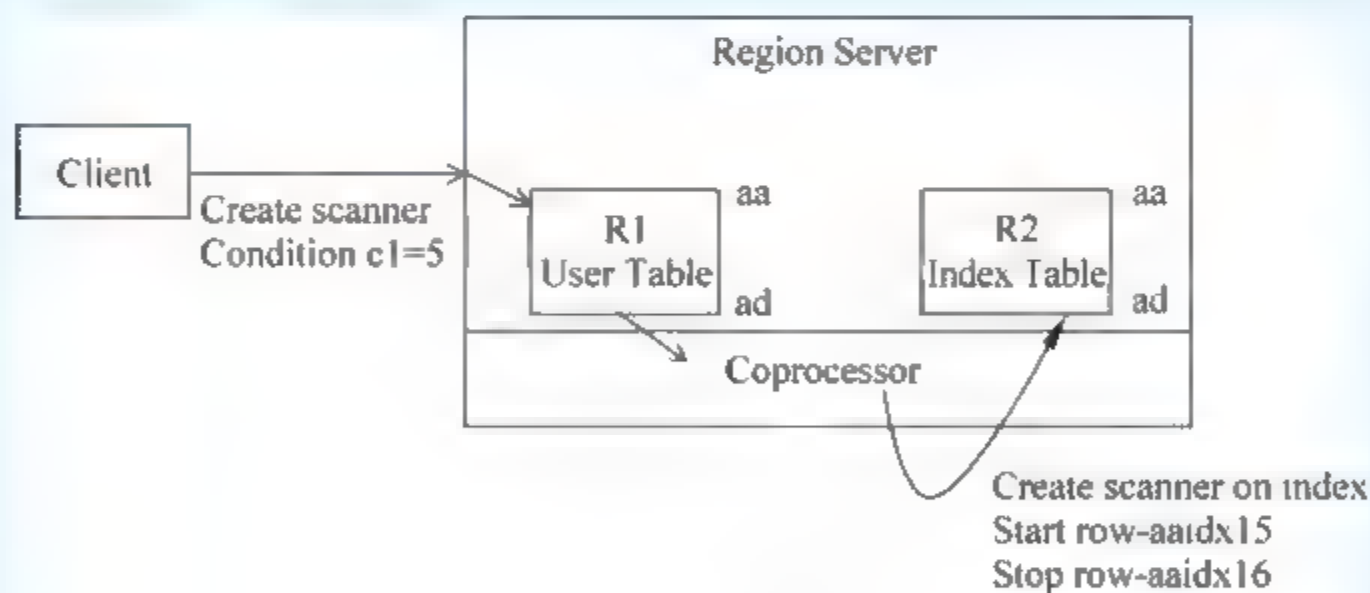 Region Server
Client
Create scanner
Condition c1=5
R1
User Table
aa
ad
R2
Index Table
aa
ad
Coprocessor
Create scanner on index
Start row-aaidx15
Stop row-aaidx16